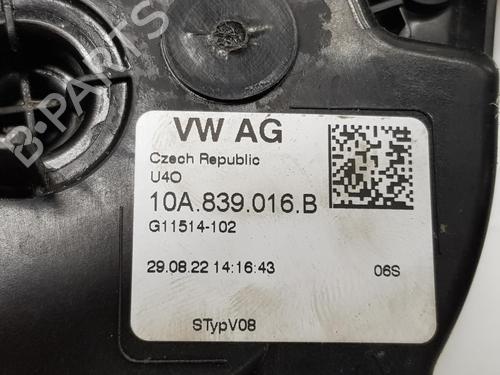 B-PARTS
VW AG
Czech Republic
U4O
10A.839.016.B
G11514-102
29.08.22 14:16:43
06S
STypV08